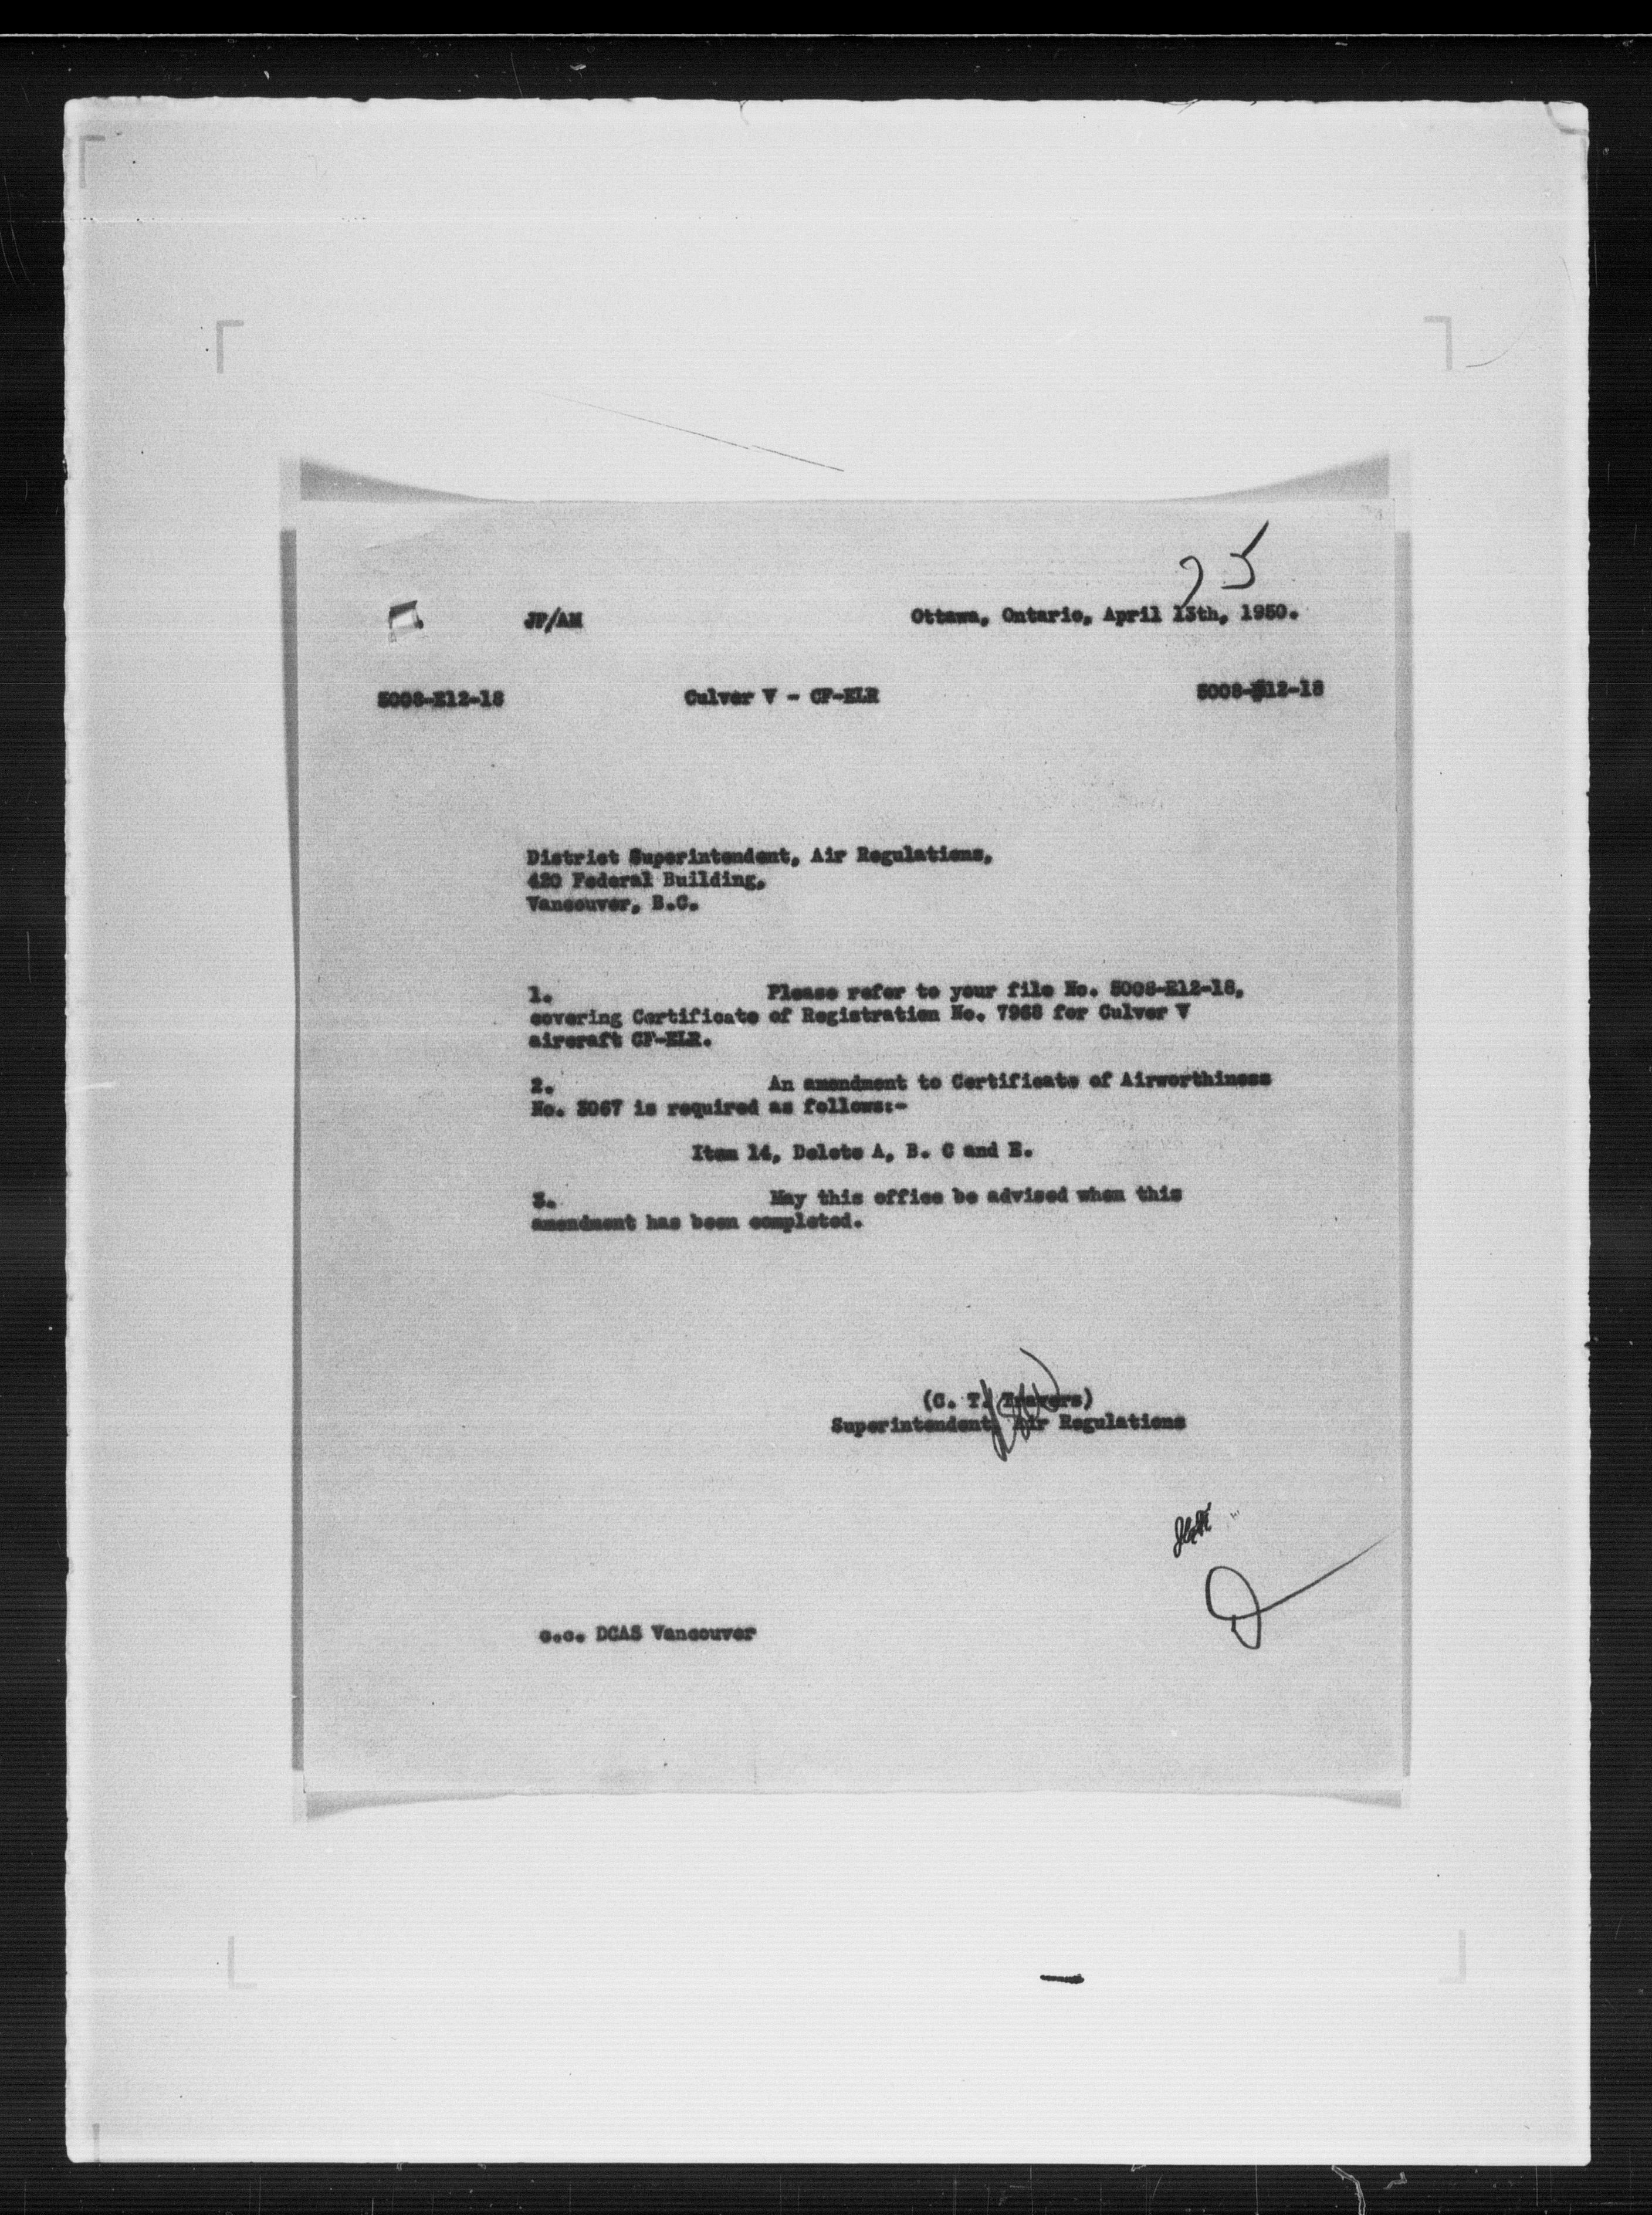 25
JF/AM
Ottawa, Ontario, April 13th, 1950.
5008-E12-18
Culver V - CF-ELR
5008-E12-18
District Superintendent, Air Regulations,
420 Federal Building,
Vancouver, B.C.
1. Please refer to your file No. 5008-E12-18,
covering Certificate of Registration No. 7968 for Culver V
aircraft CF-ELR.
2. An amendment to Certificate of Airworthiness
No. 3067 is required as follows:-
Item 14, Delete A, B. C and E.
3. May this office be advised when this
amendment has been completed.
(C. T. Travers)
Superintendent, Air Regulations
c.c. DCAS Vancouver